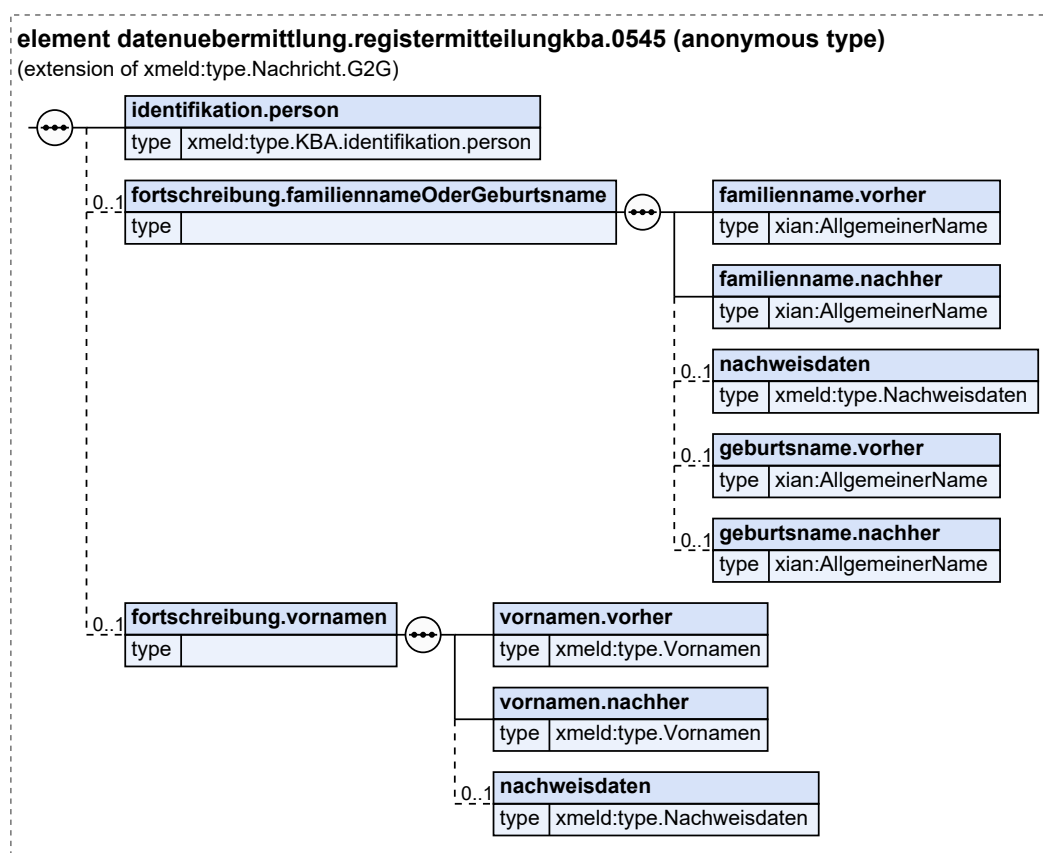 element datenuebermittlung.registermitteilungkba.0545 (anonymous type)
(extension of xmeld:type.Nachricht.G2G)
identifikation.person
type xmeld:type.KBA.identifikation.person
0..1 fortschreibung.familiennameOderGeburtsname
type
familienname.vorher
type xian:AllgemeinerName
familienname.nachher
type xian:AllgemeinerName
0..1 nachweisdaten
type xmeld:type.Nachweisdaten
0..1 geburtsname.vorher
type xian:AllgemeinerName
0..1 geburtsname.nachher
type xian:AllgemeinerName
0..1 fortschreibung.vornamen
type
vornamen.vorher
type xmeld:type.Vornamen
vornamen.nachher
type xmeld:type.Vornamen
0..1 nachweisdaten
type xmeld:type.Nachweisdaten